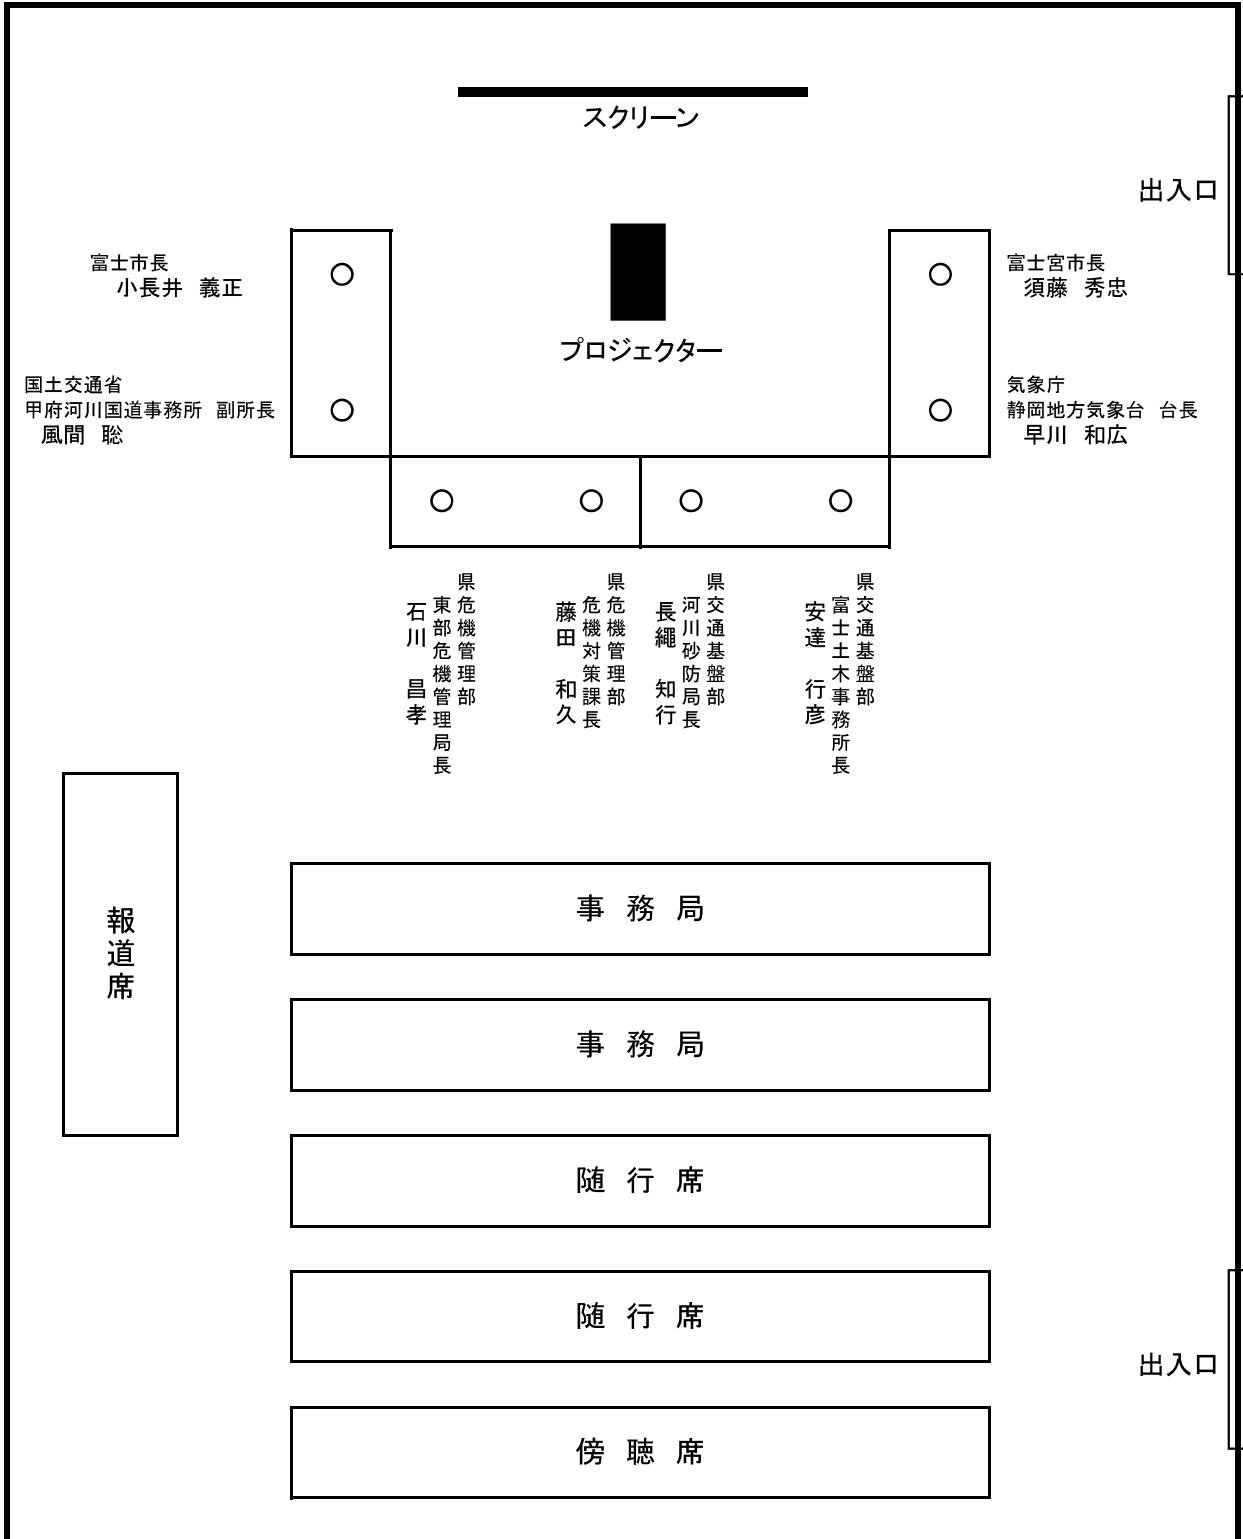 スクリーン
出入口
富士市長
小長井　義正
プロジェクター
富士宮市長
須藤　秀忠
国土交通省
甲府河川国道事務所　副所長
風間　聡
気象庁
静岡地方気象台　台長
早川　和広
県危機管理部
東部危機管理局長
石川　昌孝
県危機管理部
危機対策課長
藤田　和久
県交通基盤部
河川砂防局長
長繩　知行
県交通基盤部
富士土木事務所長
安達　行彦
報道席
事務局
事務局
随行席
随行席
出入口
傍聴席